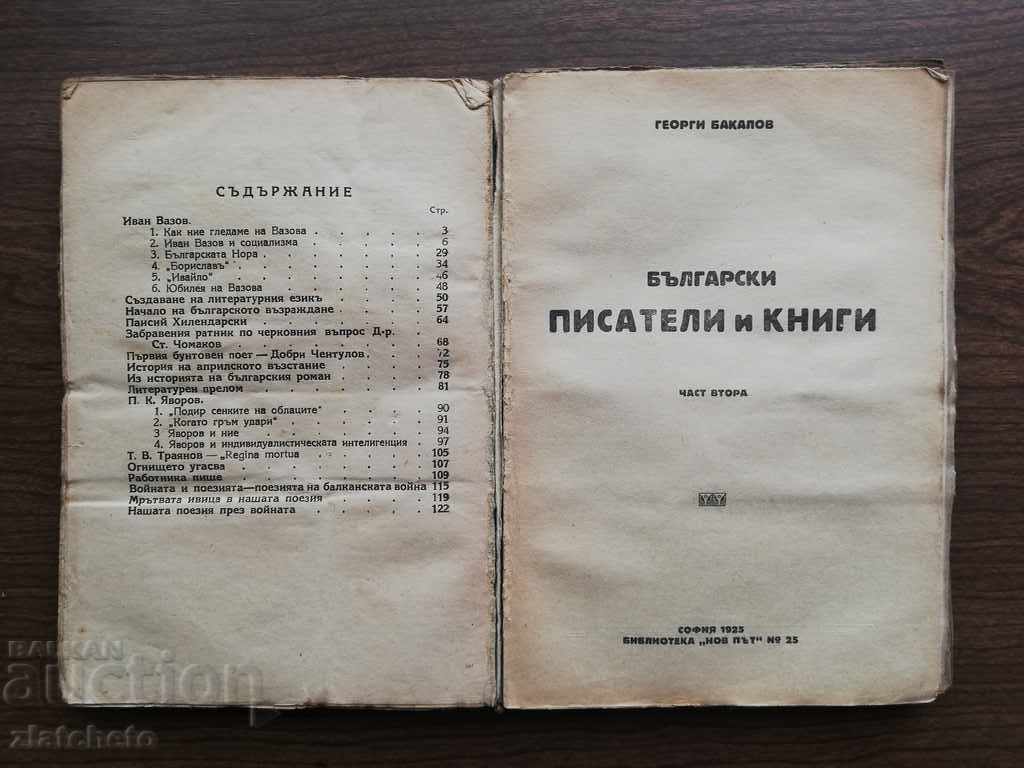 СЪДЪРЖАНИЕ
Стр.
Иван Вазов.
1. Как ние гледаме на Вазова . . . . . 3
2. Иван Вазов и социализма . . . . . 6
3. Българската Нора . . . . . . 29
4. „Бориславъ“ . . . . . . . 34
5. „Ивайло“ . . . . . . . 46
6. Юбилея на Вазова . . . . . . 48
Създаване на литературния езикъ . . . . 50
Начало на българското възраждане . . . . 57
Паисий Хилендарски . . . . . . 64
Забравения ратник по черковния въпрос Д-р.
Ст. Чомаков . . . . . . . 68
Първия бунтовен поет — Добри Чентулов . . . 72
История на априлското възстание . . . . 75
Из историята на българския роман . . . . 78
Литературен прелом . . . . . . 81
П. К. Яворов.
1. „Подир сенките на облаците“ . . . . 90
2. „Когато гръм удари“ . . . . . 91
3 Яворов и ние . . . . . . 94
4. Яворов и индивидуалистическата интелигенция . 97
Т. В. Траянов — „Regina mortua . . . . 105
Огнището угасва . . . . . . 107
Работника пише . . . . . . 109
Войната и поезията—поезията на балканската война 115
Мрътвата ивица в нашата поезия . . . . 119
Нашата поезия през войната . . . . . 122
ГЕОРГИ БАКАЛОВ
БЪЛГАРСКИ
ПИСАТЕЛИ и КНИГИ
ЧАСТ ВТОРА
СОФИЯ 1925
БИБЛИОТЕКА „НОВ ПЪТ“ № 25
BALKAN
auction
zlatcheto